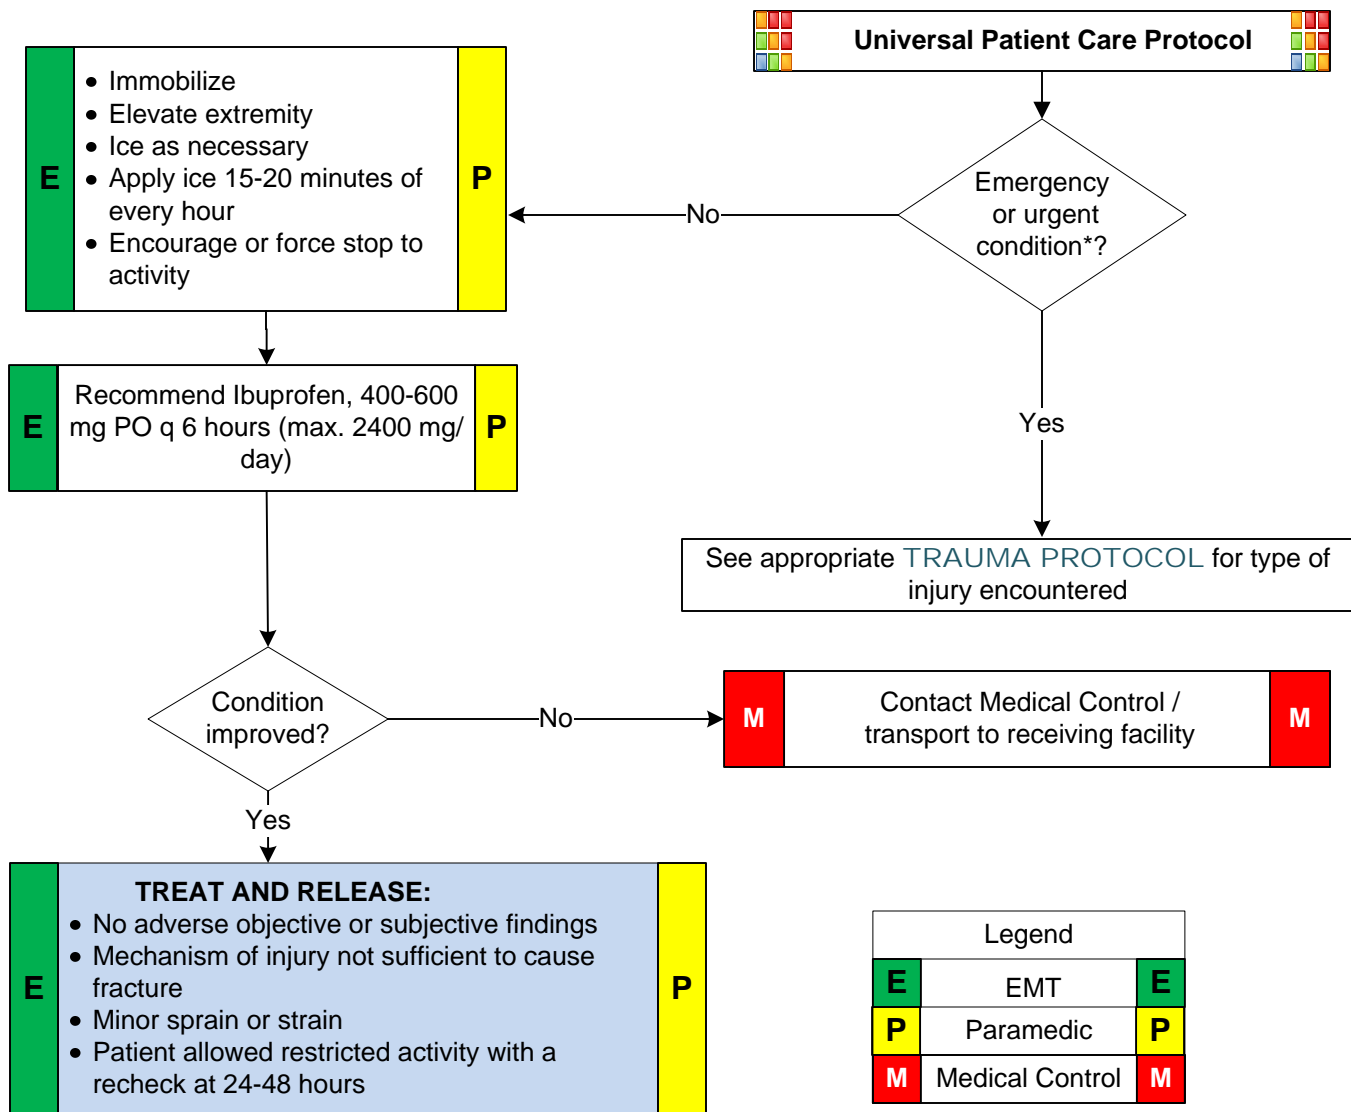 Universal Patient Care Protocol
Emergency
or urgent
condition*?
No
Yes
E
P
• Immobilize
• Elevate extremity
• Ice as necessary
• Apply ice 15-20 minutes of
every hour
• Encourage or force stop to
activity
E
P
Recommend Ibuprofen, 400-600
mg PO q 6 hours (max. 2400 mg/
day)
See appropriate TRAUMA PROTOCOL for type of
injury encountered
Condition
improved?
No
Yes
M
Contact Medical Control /
transport to receiving facility
M
E
P
TREAT AND RELEASE:
• No adverse objective or subjective findings
• Mechanism of injury not sufficient to cause
fracture
• Minor sprain or strain
• Patient allowed restricted activity with a
recheck at 24-48 hours
Legend
E EMT E
P Paramedic P
M Medical Control M